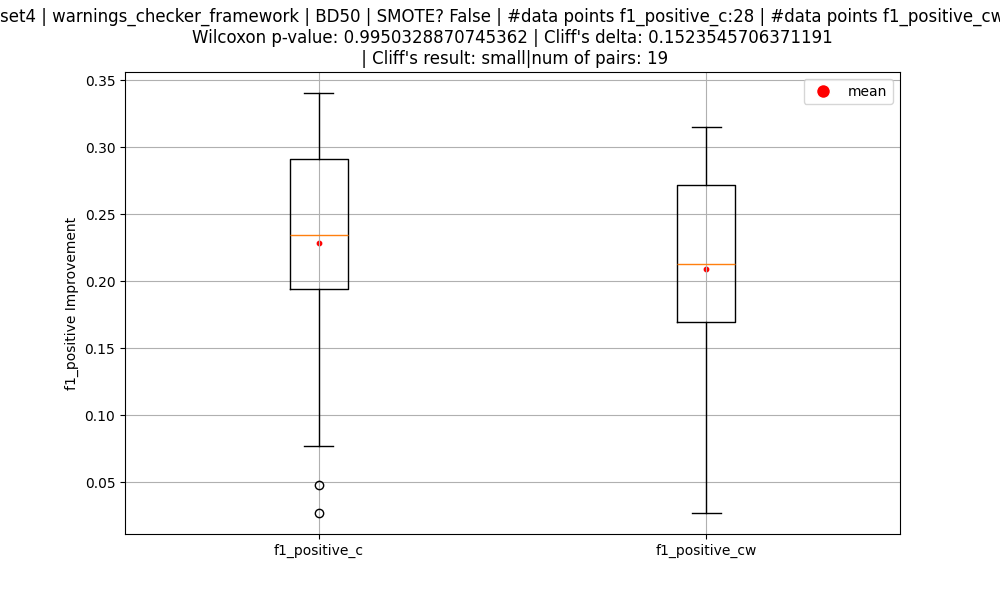 set4 | warnings_checker_framework | BD50 | SMOTE? False | #data points f1_positive_c:28 | #data points f1_positive_cw
Wilcoxon p-value: 0.9950328870745362 | Cliff's delta: 0.1523545706371191
| Cliff's result: small|num of pairs: 19
mean
0.35
0.30
0.25
0.20
0.15
0.10
0.05
f1_positive Improvement
f1_positive_c
f1_positive_cw